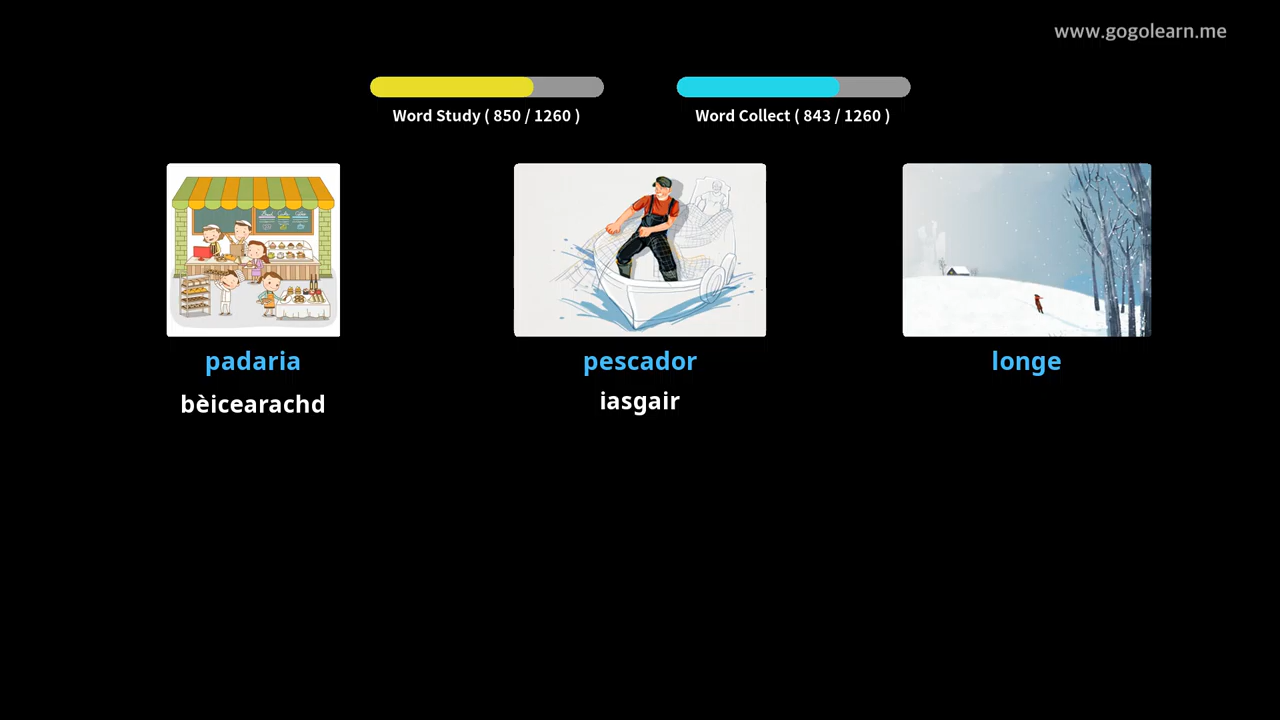 www.gogolearn.me
Word Study ( 850 / 1260 )
Word Collect ( 843 / 1260 )
padaria
bèicearachd
pescador
iasgair
longe